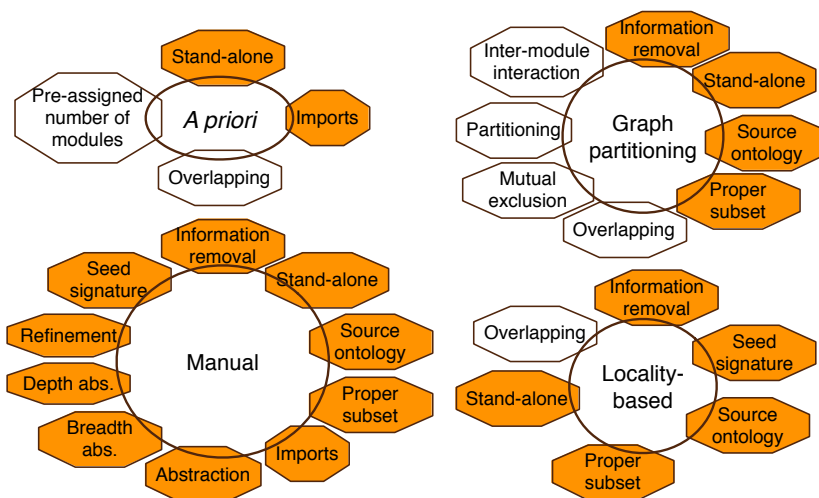 Stand-alone
Pre-assigned
number of
modules
A priori
Imports
Overlapping
Information
removal
Inter-module
interaction
Stand-alone
Partitioning
Graph
partitioning
Source
ontology
Mutual
exclusion
Proper
subset
Overlapping
Information
removal
Seed
signature
Stand-alone
Refinement
Manual
Source
ontology
Depth abs.
Proper
subset
Breadth
abs.
Imports
Abstraction
Information
removal
Overlapping
Seed
signature
Locality-
based
Stand-alone
Source
ontology
Proper
subset